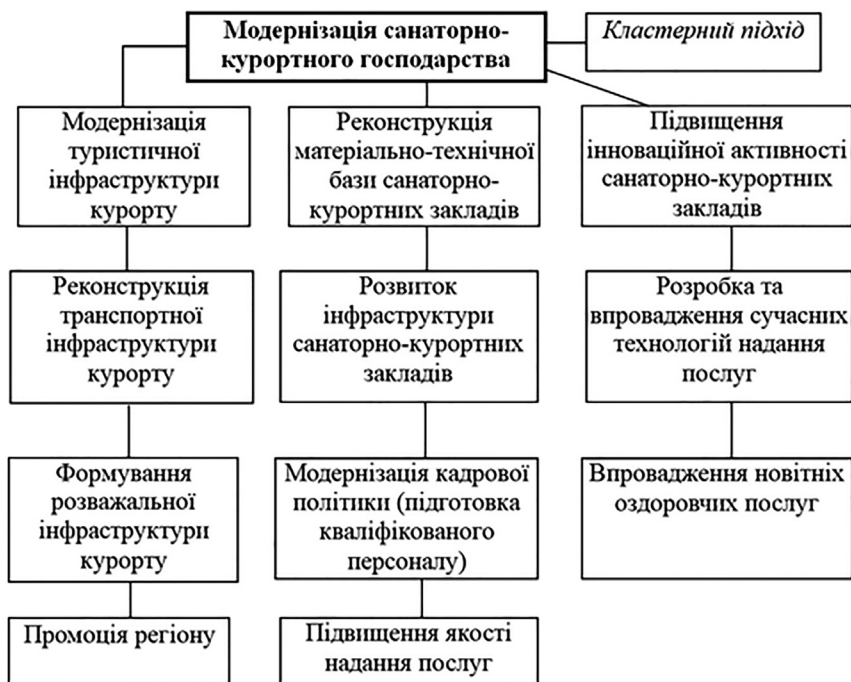 Модернізація санаторно-
курортного господарства
Кластерний підхід
Модернізація
туристичної
інфраструктури
курорту
Реконструкція
матеріально-технічної
бази санаторно-
курортних закладів
Підвищення
інноваційної активності
санаторно-курортних
закладів
Реконструкція
транспортної
інфраструктури
курорту
Розвиток
інфраструктури
санаторно-курортних
закладів
Розробка та
впровадження сучасних
технологій надання
послуг
Формування
розважальної
інфраструктури
курорту
Модернізація кадрової
політики (підготовка
кваліфікованого
персоналу)
Впровадження новітніх
оздоровчих послуг
Промоція регіону
Підвищення якості
надання послуг